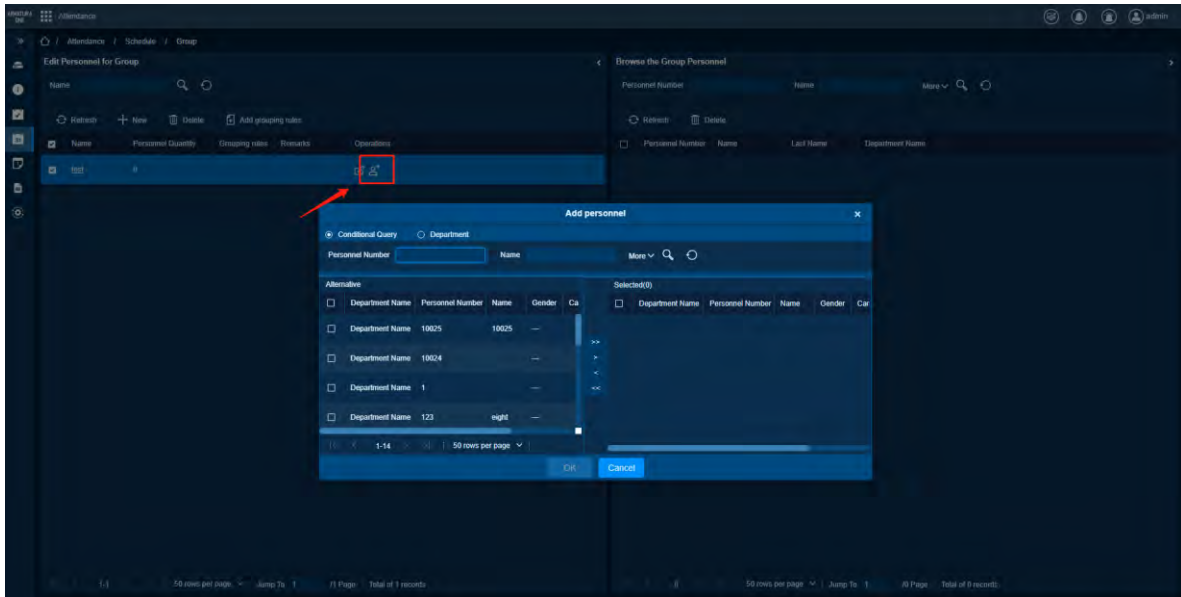 Attendance
admin
/ Attendance / Schedule / Group
Edit Personnel for Group
Browse the Group Personnel
Name
Personnel Number Name More
Refresh New Delete Add grouping rules
Refresh Delete
Name Personnel Quantity Grouping rules Remarks Operations
Personnel Number Name Last Name Department Name
0
Add personnel ×
Conditional Query Department
Personnel Number Name More
Alternative
Selected(0)
Department Name Personnel Number Name Gender Ca
Department Name Personnel Number Name Gender Car
Department Name 10025 10025 —
Department Name 10024 —
Department Name 1 —
Department Name 123 eight —
>>
>
<
<<
1-14 50 rows per page
OK Cancel
1-1 50 rows per page Jump To 1 /1 Page Total of 1 records
50 rows per page Jump To 1 /0 Page Total of 0 records